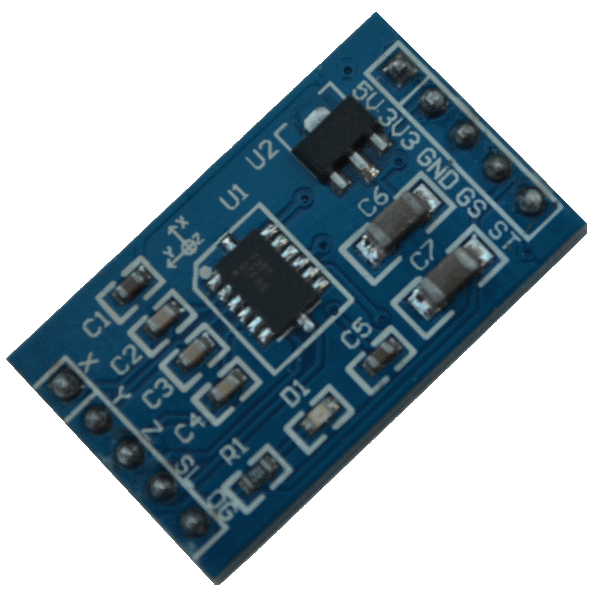 5V
3V3
GND
GS
ST
U2
U1
C6
C7
X
Y
Z
C1
C2
C3
C4
C5
D1
R1
X
Y
Z
SL
0G